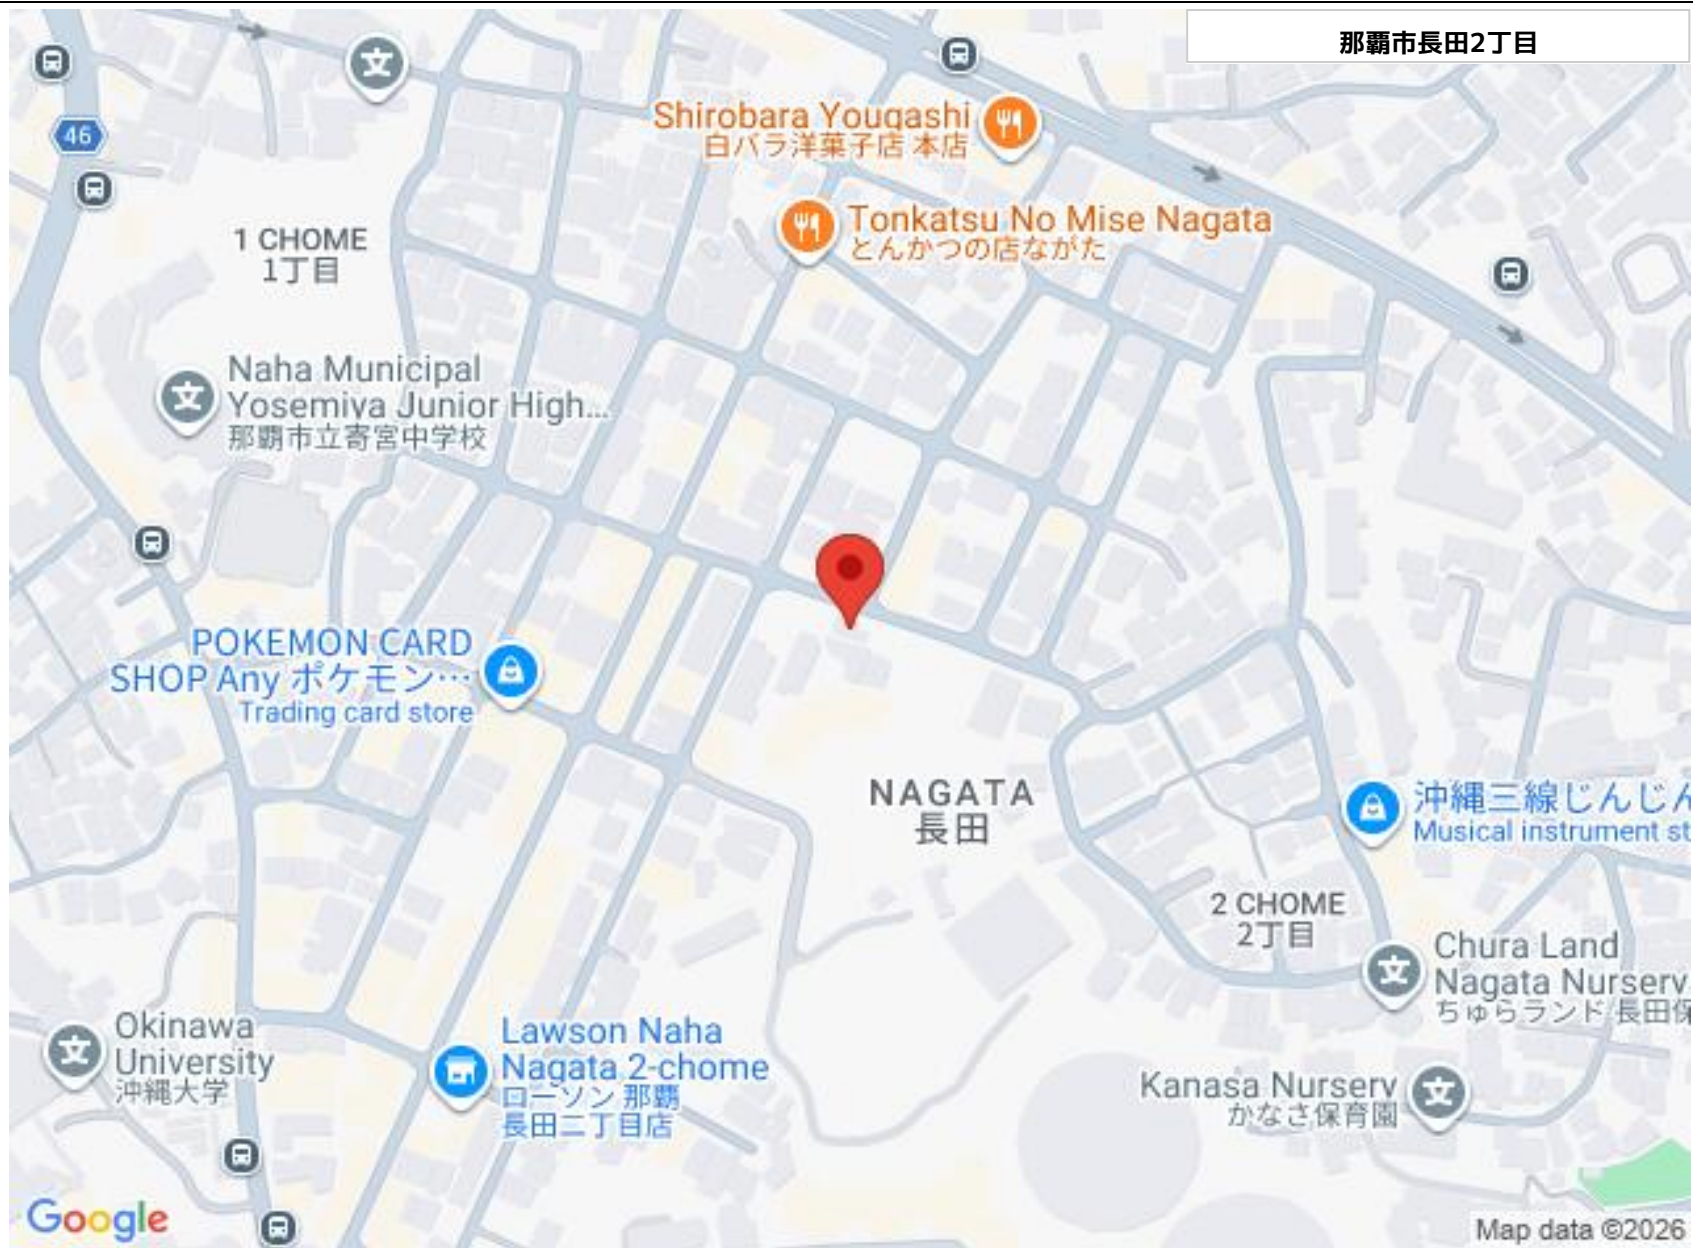 那覇市長田2丁目
46
Shirobara Yougashi
白バラ洋菓子店 本店
Tonkatsu No Mise Nagata
とんかつの店ながた
1 CHOME
1丁目
Naha Municipal
Yosemiya Junior High...
那覇市立寄宮中学校
POKEMON CARD
SHOP Any ポケモン…
Trading card store
NAGATA
長田
沖縄三線じんじん
Musical instrument st
2 CHOME
2丁目
Chura Land
Nagata Nursery
ちゅらランド 長田保
Okinawa
University
沖縄大学
Lawson Naha
Nagata 2-chome
ローソン 那覇
長田二丁目店
Kanasa Nursery
かなさ保育園
Google
Map data ©2026